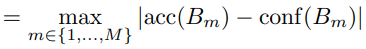 = max_{m∈{1,...,M}} |acc(B_m) − conf(B_m)|